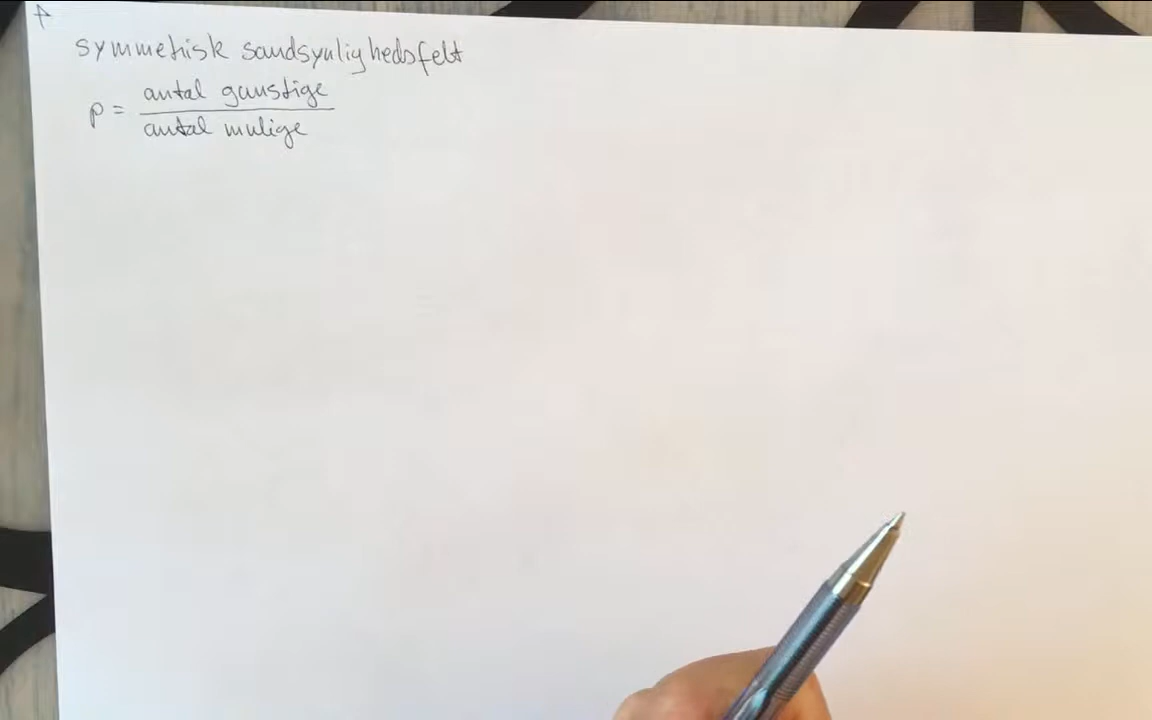 symmetrisk sandsynlighedsfelt
p = antal gunstige
antal mulige